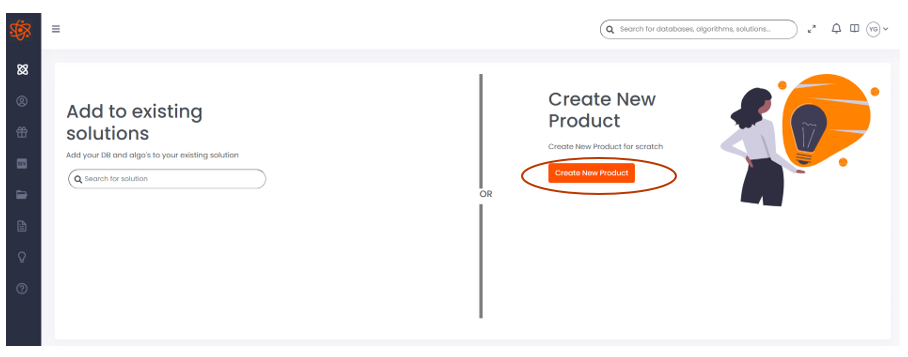 Search for databases, algorithms, solutions...
YG
Add to existing
solutions
Add your DB and algo's to your existing solution
Search for solution
OR
Create New
Product
Create New Product for scratch
Create New Product